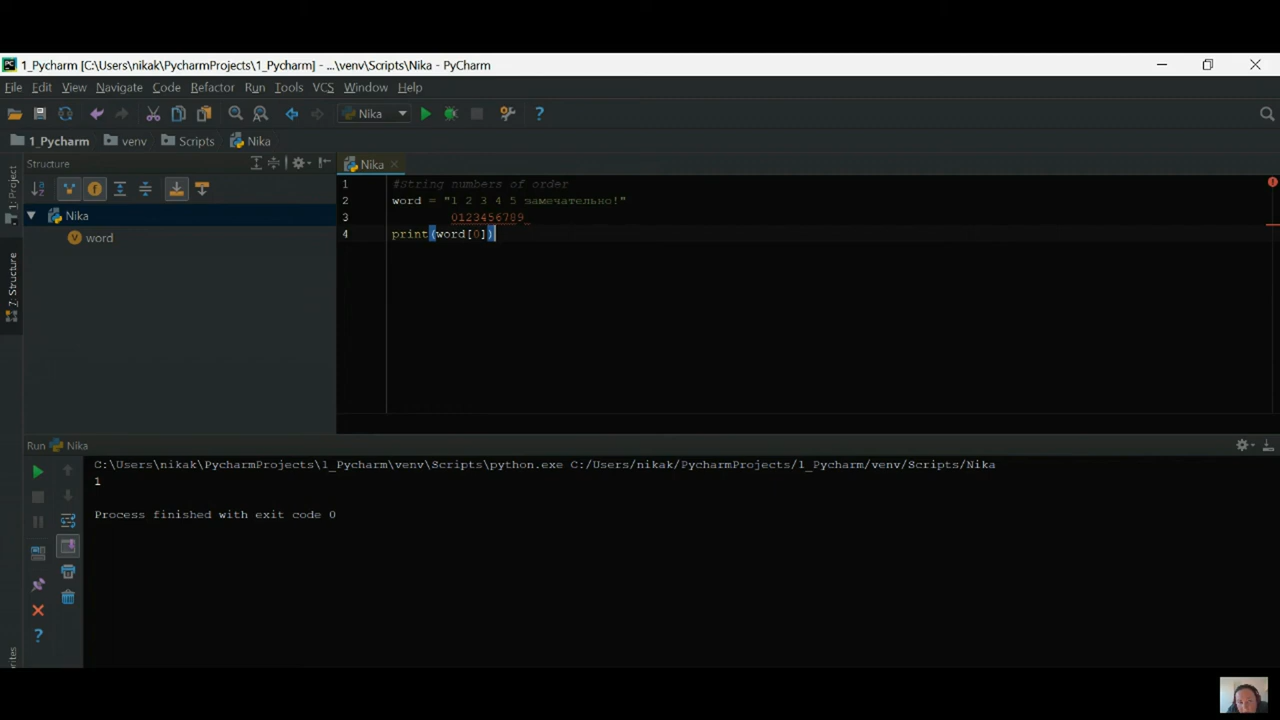 1_Pycharm [C:\Users\nikak\PycharmProjects\1_Pycharm] - ...\venv\Scripts\Nika - PyCharm
File Edit View Navigate Code Refactor Run Tools VCS Window Help
Nika
1_Pycharm venv Scripts Nika
1: Project
Structure
Nika
Nika
word
Z: Structure
1 #String numbers of order
2 word = "1 2 3 4 5 замечательно!"
3 0123456789
4 print(word[0])
Run Nika
C:\Users\nikak\PycharmProjects\1_Pycharm\venv\Scripts\python.exe C:/Users/nikak/PycharmProjects/1_Pycharm/venv/Scripts/Nika
1
Process finished with exit code 0